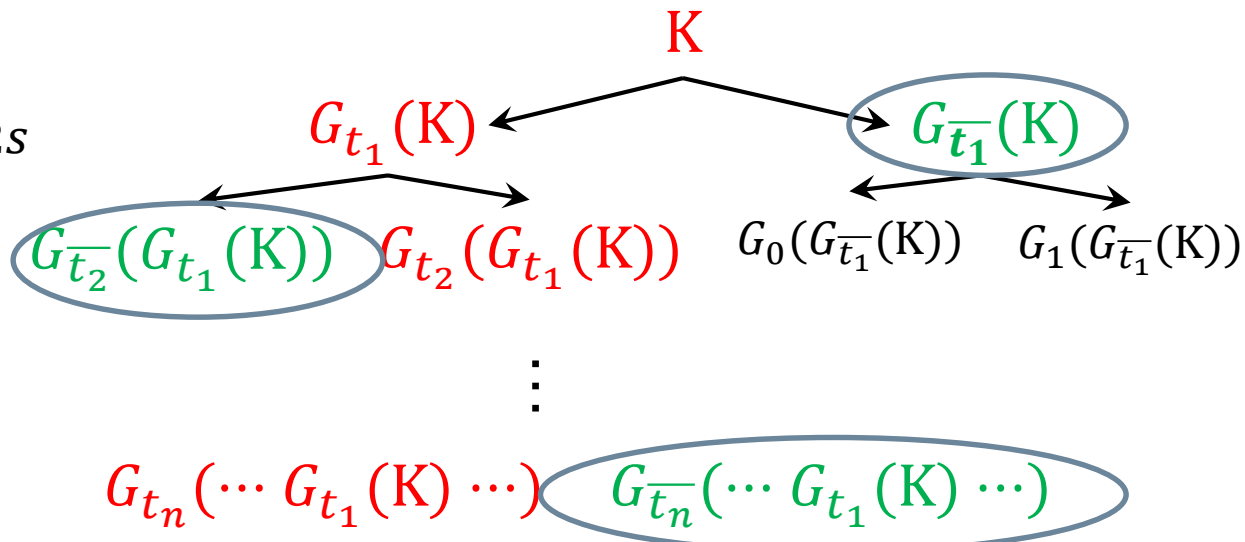 K
s
G_{t_1}(K) G_{\overline{t_1}}(K)
G_{\overline{t_2}}(G_{t_1}(K)) G_{t_2}(G_{t_1}(K)) G_0(G_{\overline{t_1}}(K)) G_1(G_{\overline{t_1}}(K))
⋮
G_{t_n}(⋯ G_{t_1}(K) ⋯) G_{\overline{t_n}}(⋯ G_{t_1}(K) ⋯)